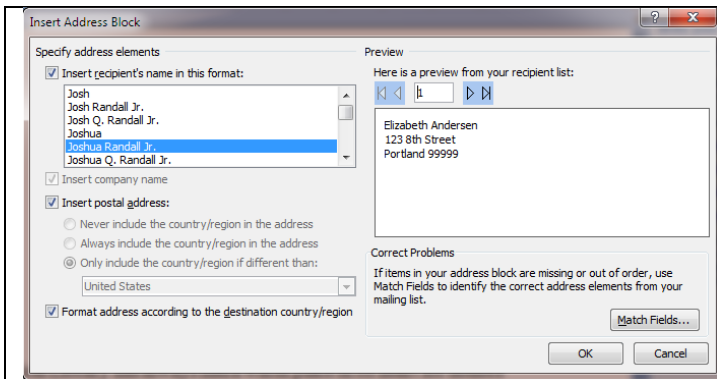 Insert Address Block
Specify address elements
Insert recipient's name in this format:
Josh
Josh Randall Jr.
Josh Q. Randall Jr.
Joshua
Joshua Randall Jr.
Joshua Q. Randall Jr.
Insert company name
Insert postal address:
Never include the country/region in the address
Always include the country/region in the address
Only include the country/region if different than:
United States
Format address according to the destination country/region
Preview
Here is a preview from your recipient list:
1
Elizabeth Andersen
123 8th Street
Portland 99999
Correct Problems
If items in your address block are missing or out of order, use
Match Fields to identify the correct address elements from your
mailing list.
Match Fields...
OK
Cancel